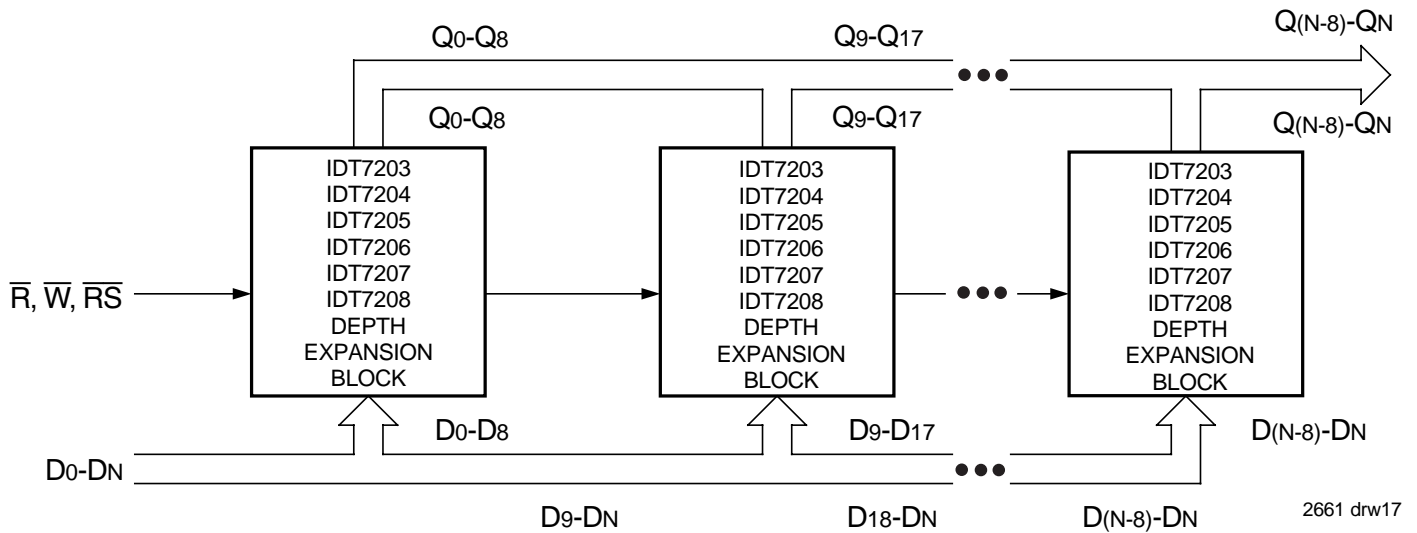 Q0-Q8 Q9-Q17 Q(N-8)-QN
Q0-Q8 Q9-Q17 Q(N-8)-QN
IDT7203
IDT7204
IDT7205
IDT7206
IDT7207
IDT7208
DEPTH
EXPANSION
BLOCK
IDT7203
IDT7204
IDT7205
IDT7206
IDT7207
IDT7208
DEPTH
EXPANSION
BLOCK
IDT7203
IDT7204
IDT7205
IDT7206
IDT7207
IDT7208
DEPTH
EXPANSION
BLOCK
R̅, W̅, R̅S̅
D0-D8 D9-D17 D(N-8)-DN
D0-DN
D9-DN D18-DN D(N-8)-DN
2661 drw17